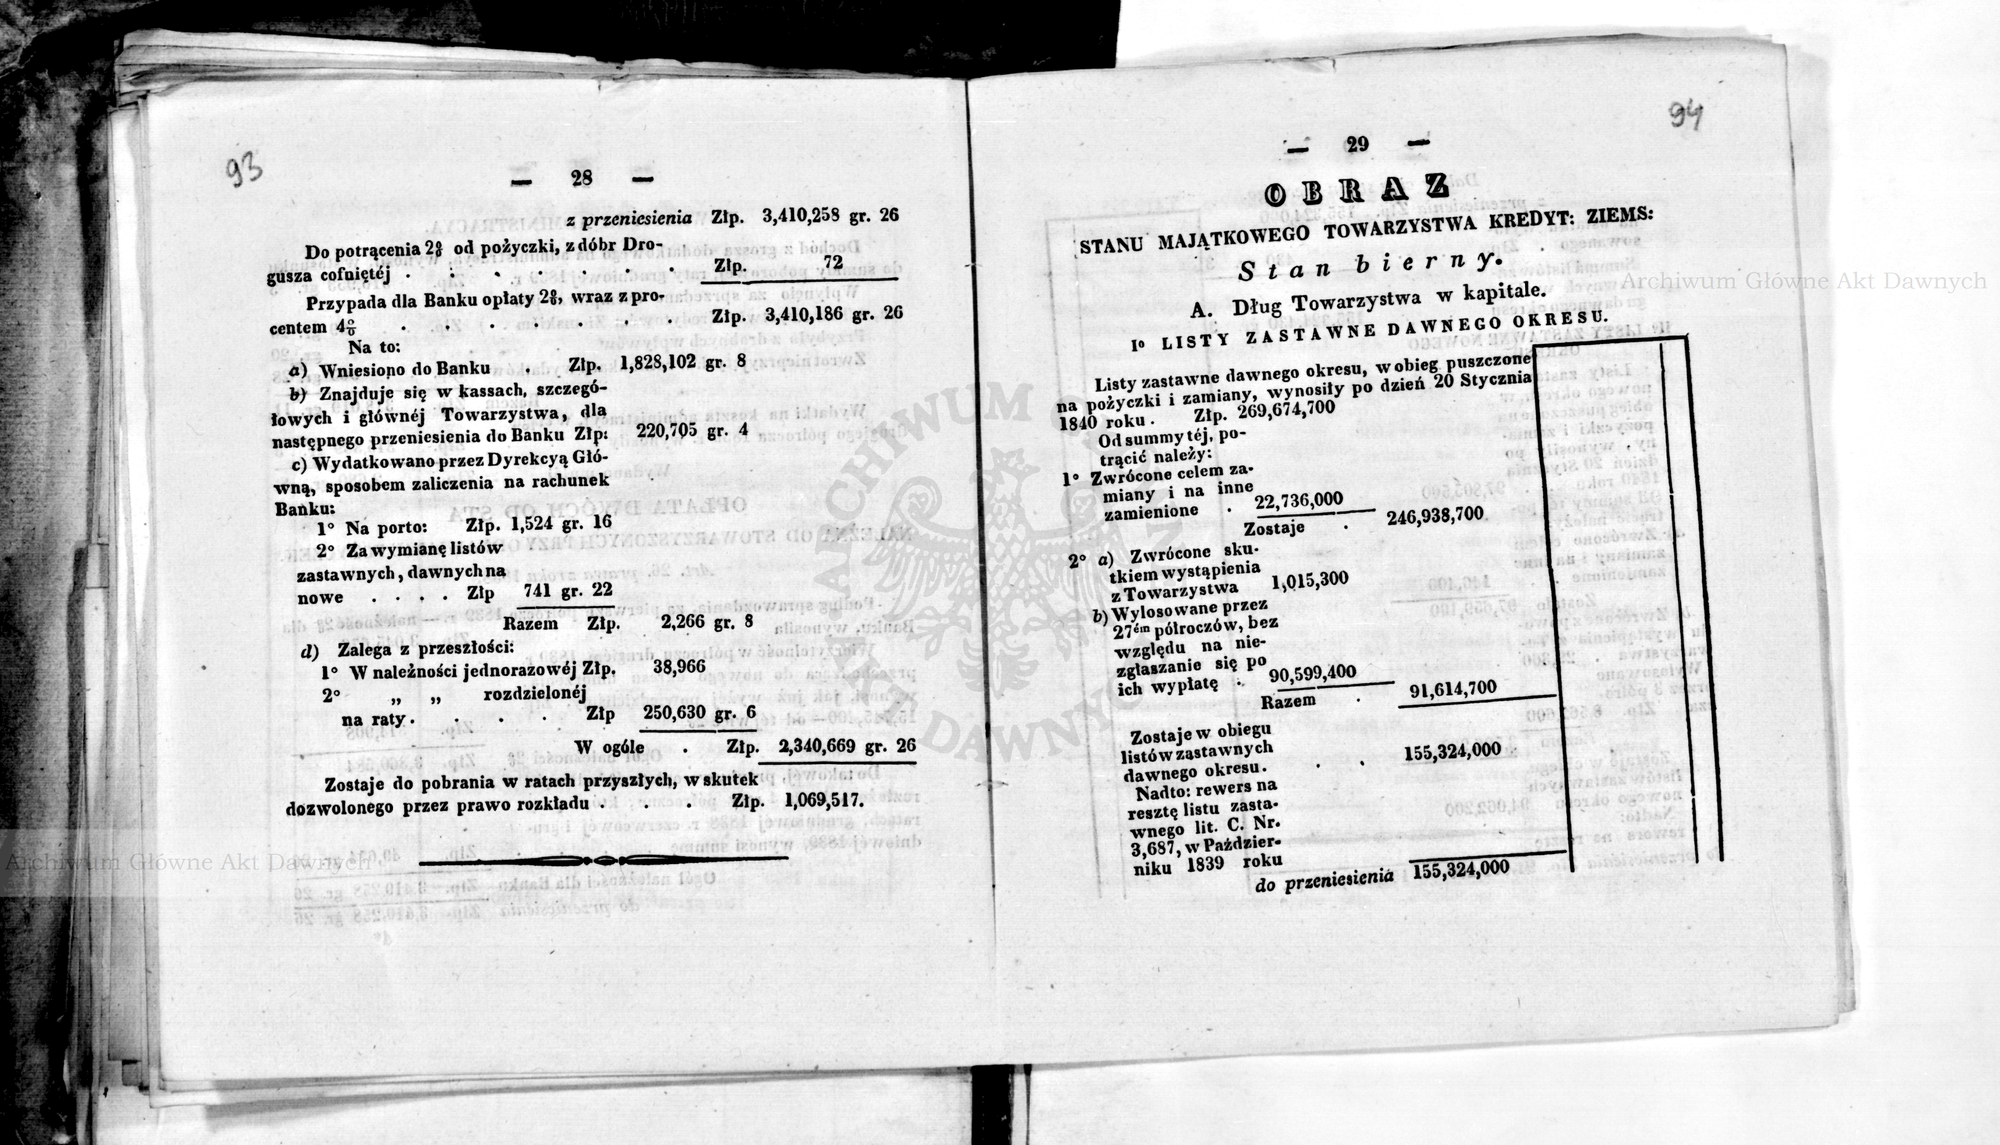 93
— 28 —
z przeniesienia Złp. 3,410,258 gr. 26
Do potrącenia 2% od pożyczki, z dóbr Dro-
gusza cofniętéj . . . . . . . Złp. 72
Przypada dla Banku opłaty 2%, wraz z pro-
centem 4% . . . . . . . Złp. 3,410,186 gr. 26
Na to:
a) Wniesiono do Banku . Złp. 1,828,102 gr. 8
b) Znajduje się w kassach, szczegó-
łowych i głównéj Towarzystwa, dla
następnego przeniesienia do Banku Złp: 220,705 gr. 4
c) Wydatkowano przez Dyrekcyą Głó-
wną, sposobem zaliczenia na rachunek
Banku:
1° Na porto: Złp. 1,524 gr. 16
2° Za wymianę listów
zastawnych, dawnych na
nowe . . . . Złp 741 gr. 22
Razem Złp. 2,266 gr. 8
d) Zalega z przeszłości:
1° W należności jednorazowéj Złp. 38,966
2° „ „ rozdzielonéj
na raty . . . . Złp 250,630 gr. 6
W ogóle . Złp. 2,340,669 gr. 26
Zostaje do pobrania w ratach przyszłych, w skutek
dozwolonego przez prawo rozkładu . . . Złp. 1,069,517.
94
— 29 —
OBRAZ
STANU MAJĄTKOWEGO TOWARZYSTWA KREDYT: ZIEMS:
Stan bierny.
A. Dług Towarzystwa w kapitale.
I° LISTY ZASTAWNE DAWNEGO OKRESU.
Listy zastawne dawnego okresu, w obieg puszczone
na pożyczki i zamiany, wynosiły po dzień 20 Stycznia
1840 roku . Złp. 269,674,700
Od summy téj, po-
trącić należy:
1° Zwrócone celem za-
miany i na inne
zamienione . 22,736,000
Zostaje . 246,938,700
2° a) Zwrócone sku-
tkiem wystąpienia
z Towarzystwa 1,015,300
b) Wylosowane przez
27ém półroczów, bez
względu na nie-
zgłaszanie się po
ich wypłatę . 90,599,400
Razem . 91,614,700
Zostaje w obiegu
listów zastawnych
dawnego okresu. . . 155,324,000
Nadto: rewers na
resztę listu zasta-
wnego lit. C. Nr.
3,687, w Paździer-
niku 1839 roku
do przeniesienia 155,324,000
Archiwum Główne Akt Dawnych
Archiwum Główne Akt Dawnych